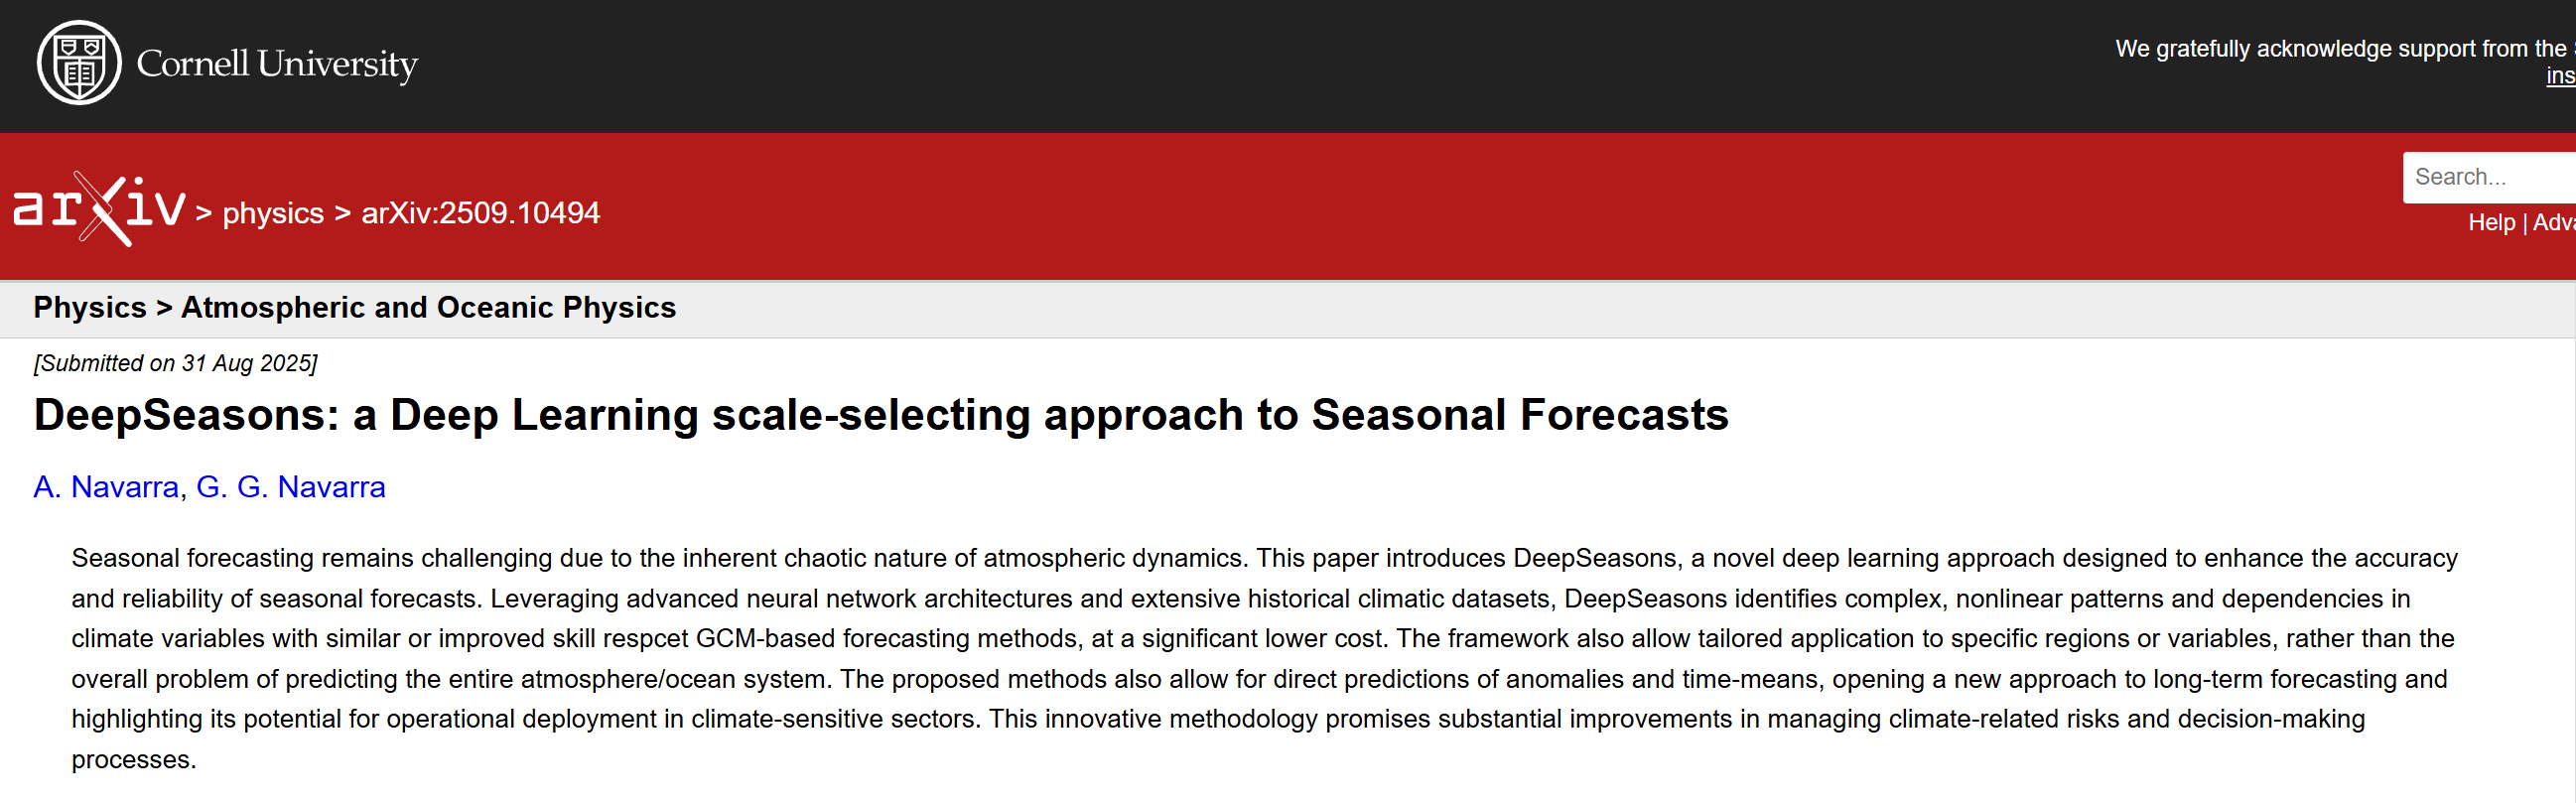 Cornell University
We gratefully acknowledge support from the
arXiv > physics > arXiv:2509.10494
Search...
Help |
Physics > Atmospheric and Oceanic Physics
[Submitted on 31 Aug 2025]
DeepSeasons: a Deep Learning scale-selecting approach to Seasonal Forecasts
A. Navarra, G. G. Navarra
Seasonal forecasting remains challenging due to the inherent chaotic nature of atmospheric dynamics. This paper introduces DeepSeasons, a novel deep learning approach designed to enhance the accuracy
and reliability of seasonal forecasts. Leveraging advanced neural network architectures and extensive historical climatic datasets, DeepSeasons identifies complex, nonlinear patterns and dependencies in
climate variables with similar or improved skill respcet GCM-based forecasting methods, at a significant lower cost. The framework also allow tailored application to specific regions or variables, rather than the
overall problem of predicting the entire atmosphere/ocean system. The proposed methods also allow for direct predictions of anomalies and time-means, opening a new approach to long-term forecasting and
highlighting its potential for operational deployment in climate-sensitive sectors. This innovative methodology promises substantial improvements in managing climate-related risks and decision-making
processes.